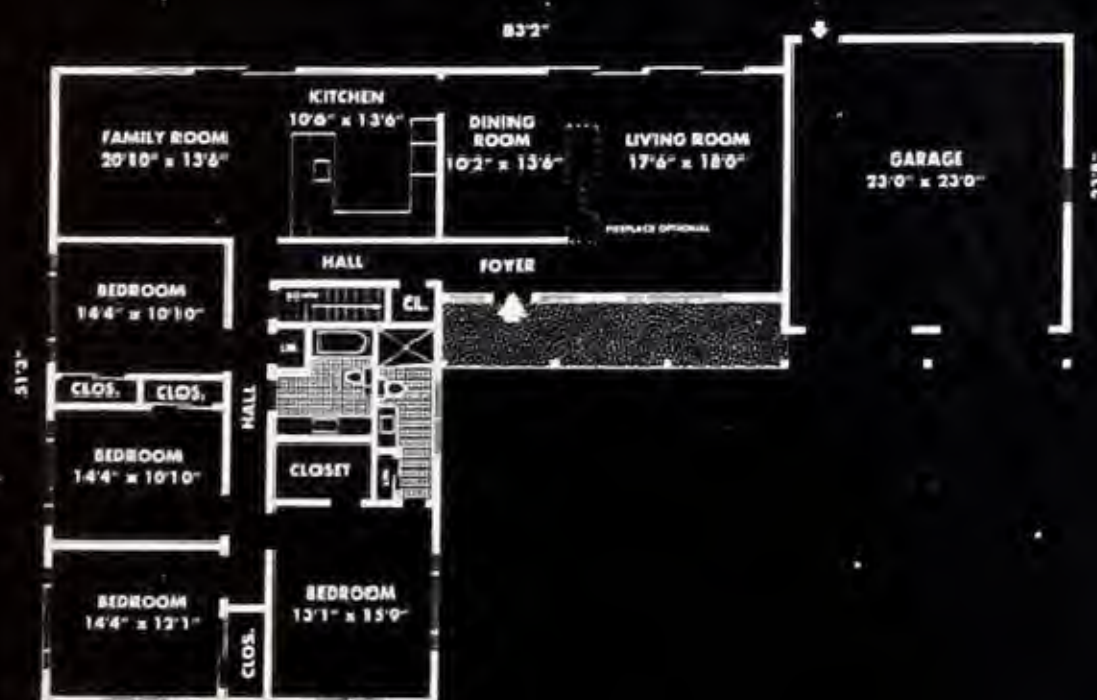 83'2"
KITCHEN
10'6" x 13'6"
FAMILY ROOM
20'10" x 13'6"
DINING
ROOM
10'2" x 13'6"
LIVING ROOM
17'6" x 18'0"
GARAGE
23'0" x 23'0"
FIREPLACE OPTIONAL
HALL
FOYER
BEDROOM
14'4" x 10'10"
DOWN
CL.
LIN.
51'2"
CLOS.
CLOS.
HALL
BEDROOM
14'4" x 10'10"
CLOSET
LIN.
BEDROOM
14'4" x 12'1"
BEDROOM
13'1" x 15'9"
CLOS.